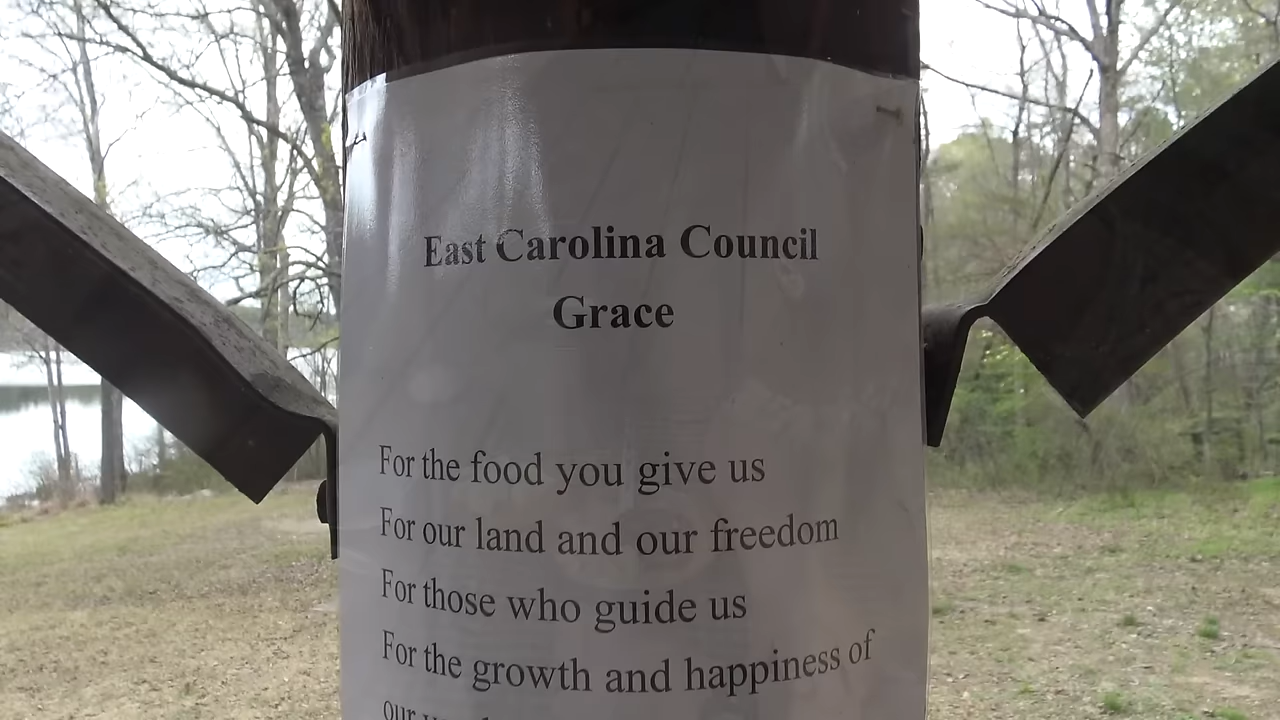 East Carolina Council
Grace
For the food you give us
For our land and our freedom
For those who guide us
For the growth and happiness of
our